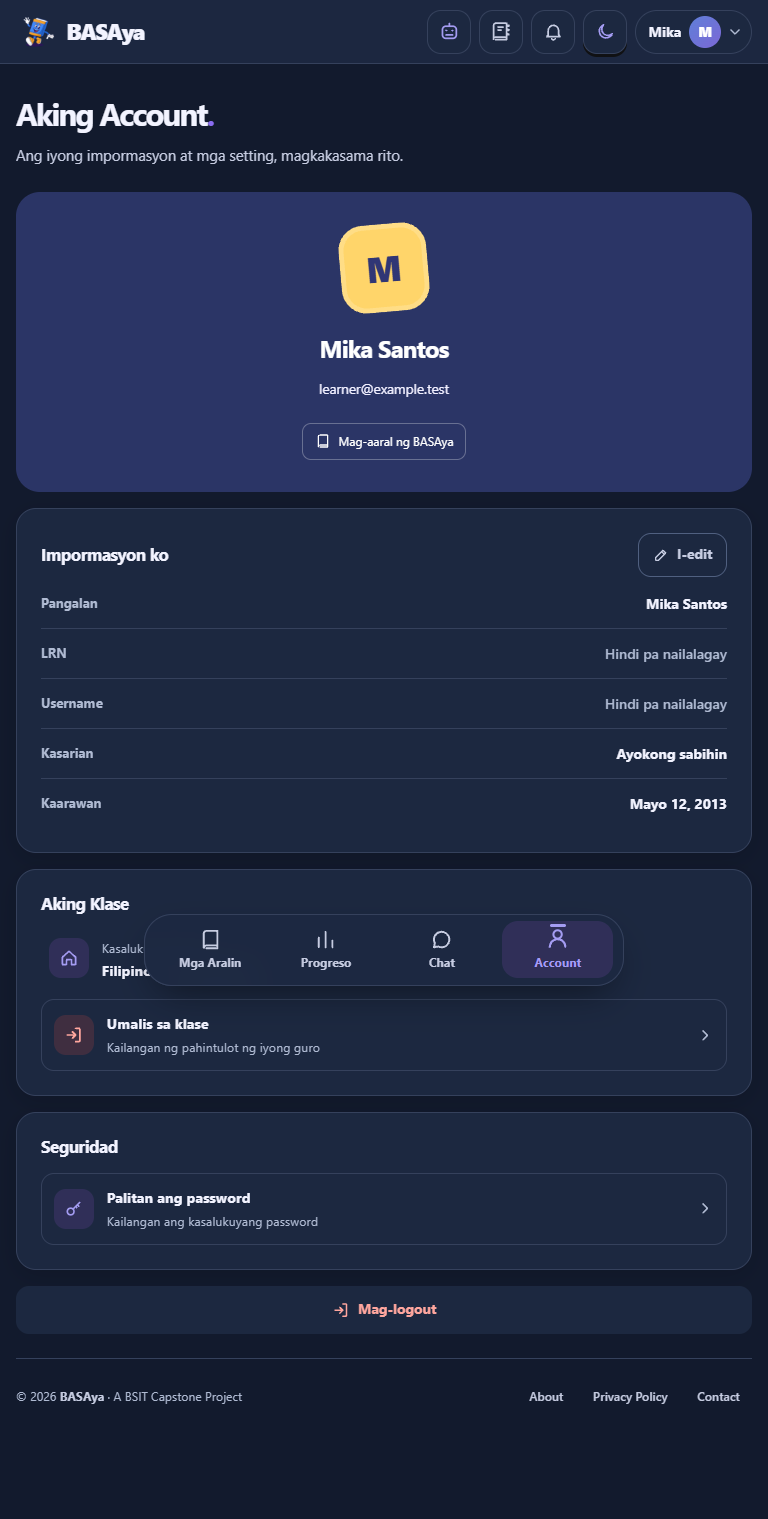 BASAya
Mika M
Aking Account.
Ang iyong impormasyon at mga setting, magkakasama rito.
M
Mika Santos
learner@example.test
Mag-aaral ng BASAya
Impormasyon ko
I-edit
Pangalan
Mika Santos
LRN
Hindi pa nailalagay
Username
Hindi pa nailalagay
Kasarian
Ayokong sabihin
Kaarawan
Mayo 12, 2013
Aking Klase
Mga Aralin
Progreso
Chat
Account
Umalis sa klase
Kailangan ng pahintulot ng iyong guro
Seguridad
Palitan ang password
Kailangan ang kasalukuyang password
Mag-logout
© 2026 BASAya · A BSIT Capstone Project
About
Privacy Policy
Contact